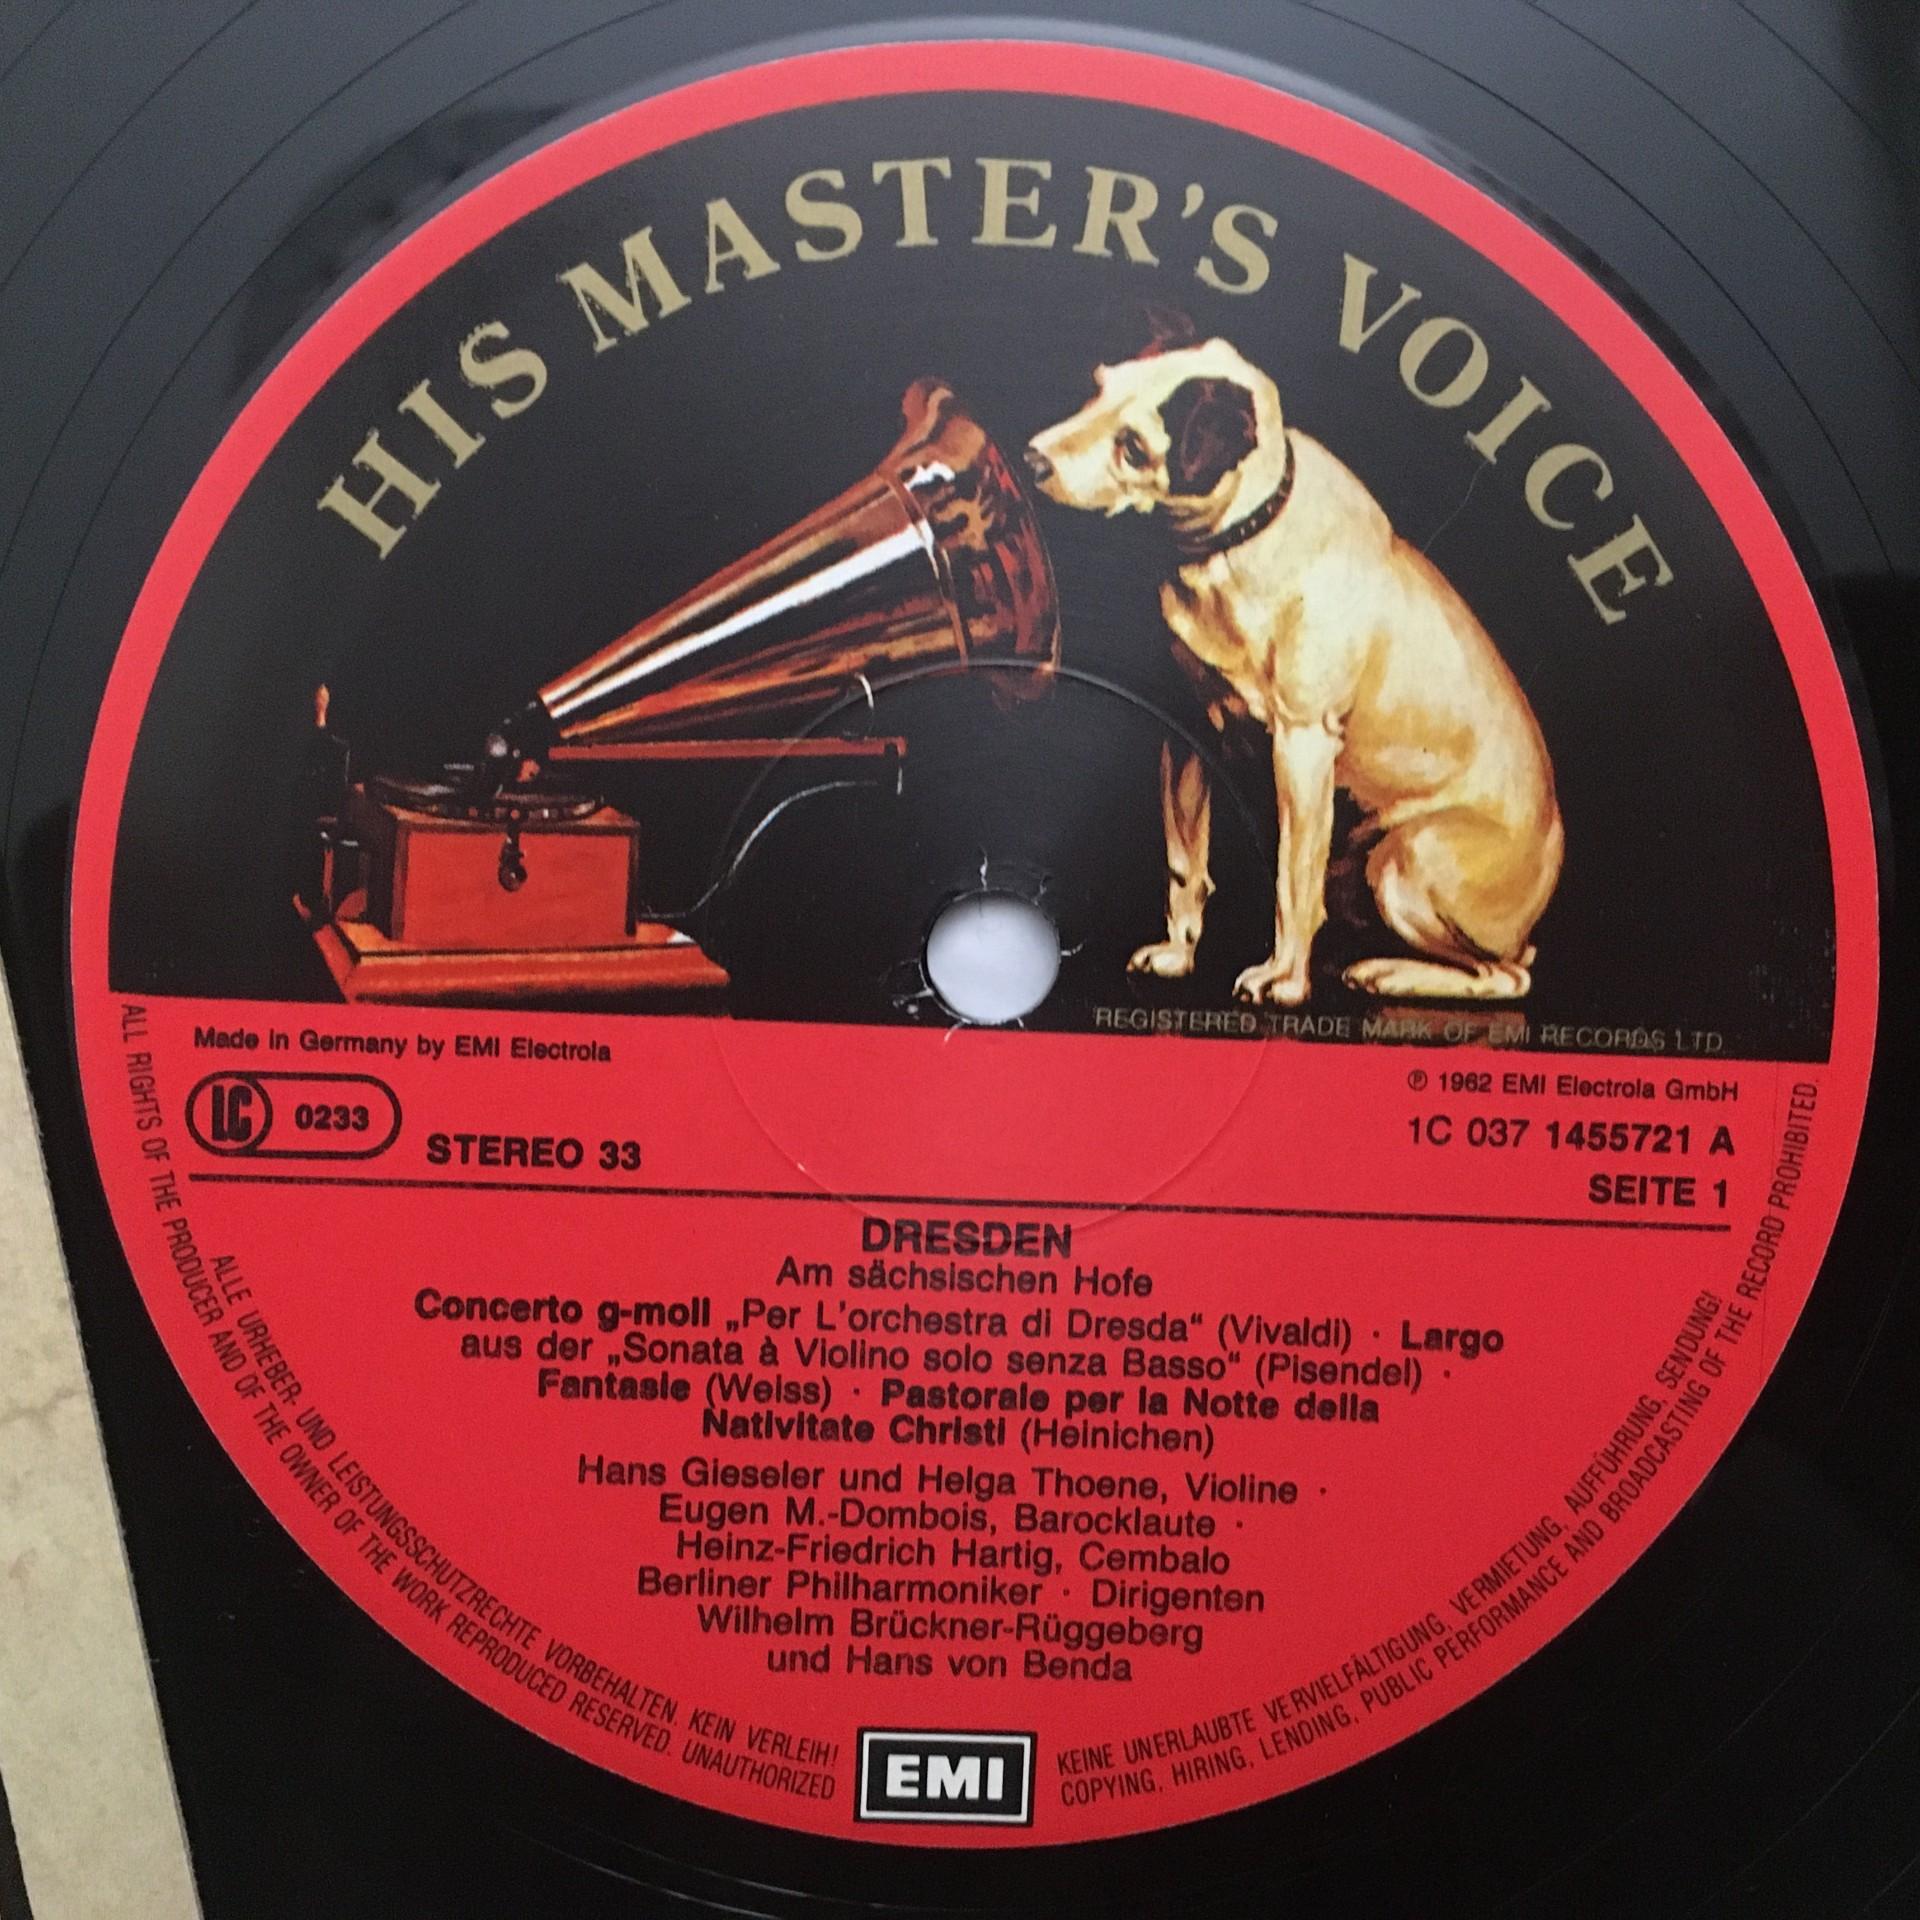 HIS MASTER'S VOICE
REGISTERED TRADE MARK OF EMI RECORDS LTD
Made in Germany by EMI Electrola
℗ 1962 EMI Electrola GmbH
LC 0233
STEREO 33
1C 037 1455721 A
SEITE 1
DRESDEN
Am sächsischen Hofe
Concerto g-moll „Per L'orchestra di Dresda“ (Vivaldi) · Largo
aus der „Sonata à Violino solo senza Basso“ (Pisendel) ·
Fantasie (Weiss) · Pastorale per la Notte della
Nativitate Christi (Heinichen)
Hans Gieseler und Helga Thoene, Violine ·
Eugen M.-Dombois, Barocklaute ·
Heinz-Friedrich Hartig, Cembalo
Berliner Philharmoniker · Dirigenten
Wilhelm Brückner-Rüggeberg
und Hans von Benda
EMI
ALLE URHEBER- UND LEISTUNGSSCHUTZRECHTE VORBEHALTEN. KEIN VERLEIH! KEINE UNERLAUBTE VERVIELFÄLTIGUNG, VERMIETUNG, AUFFÜHRUNG, SENDUNG!
ALL RIGHTS OF THE PRODUCER AND OF THE OWNER OF THE WORK REPRODUCED RESERVED. UNAUTHORIZED COPYING, HIRING, LENDING, PUBLIC PERFORMANCE AND BROADCASTING OF THE RECORD PROHIBITED.